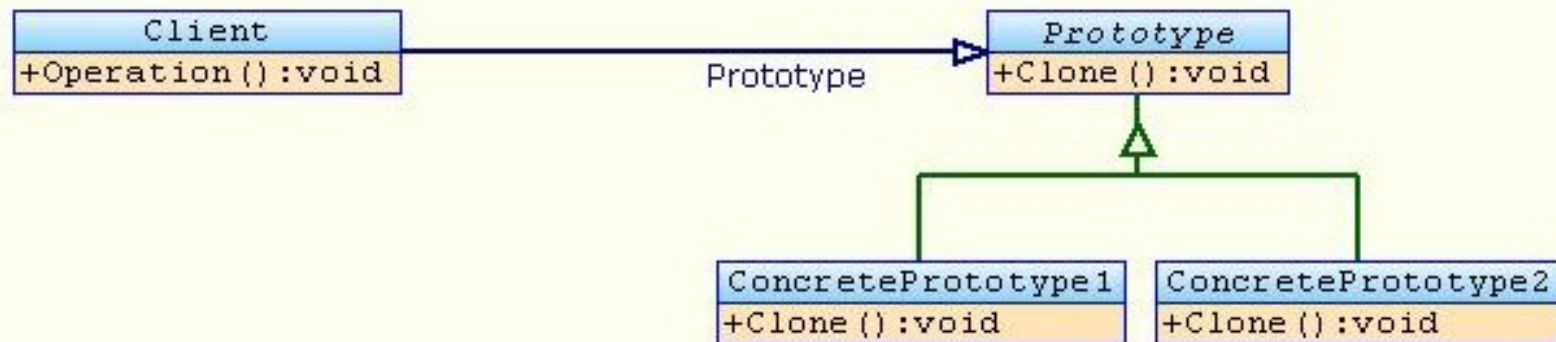 Client
+Operation():void
Prototype
Prototype
+Clone():void
ConcretePrototype1
+Clone():void
ConcretePrototype2
+Clone():void